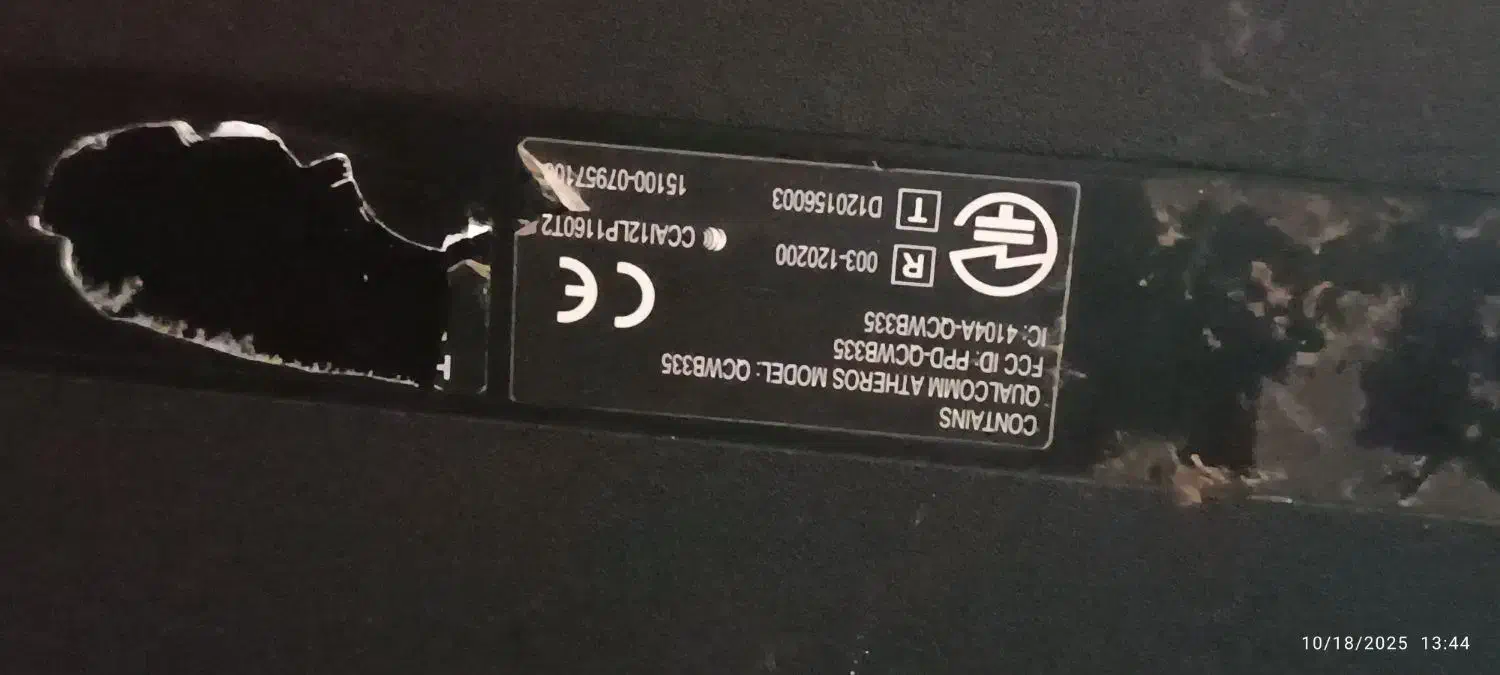 CONTAINS
QUALCOMM ATHEROS MODEL: QCWB335
FCC ID: PPD-QCWB335
IC: 4104A-QCWB335
R 003-120200
T D120156003
CE
CCAI12LP1160T2
15100-07957100
10/18/2025 13:44